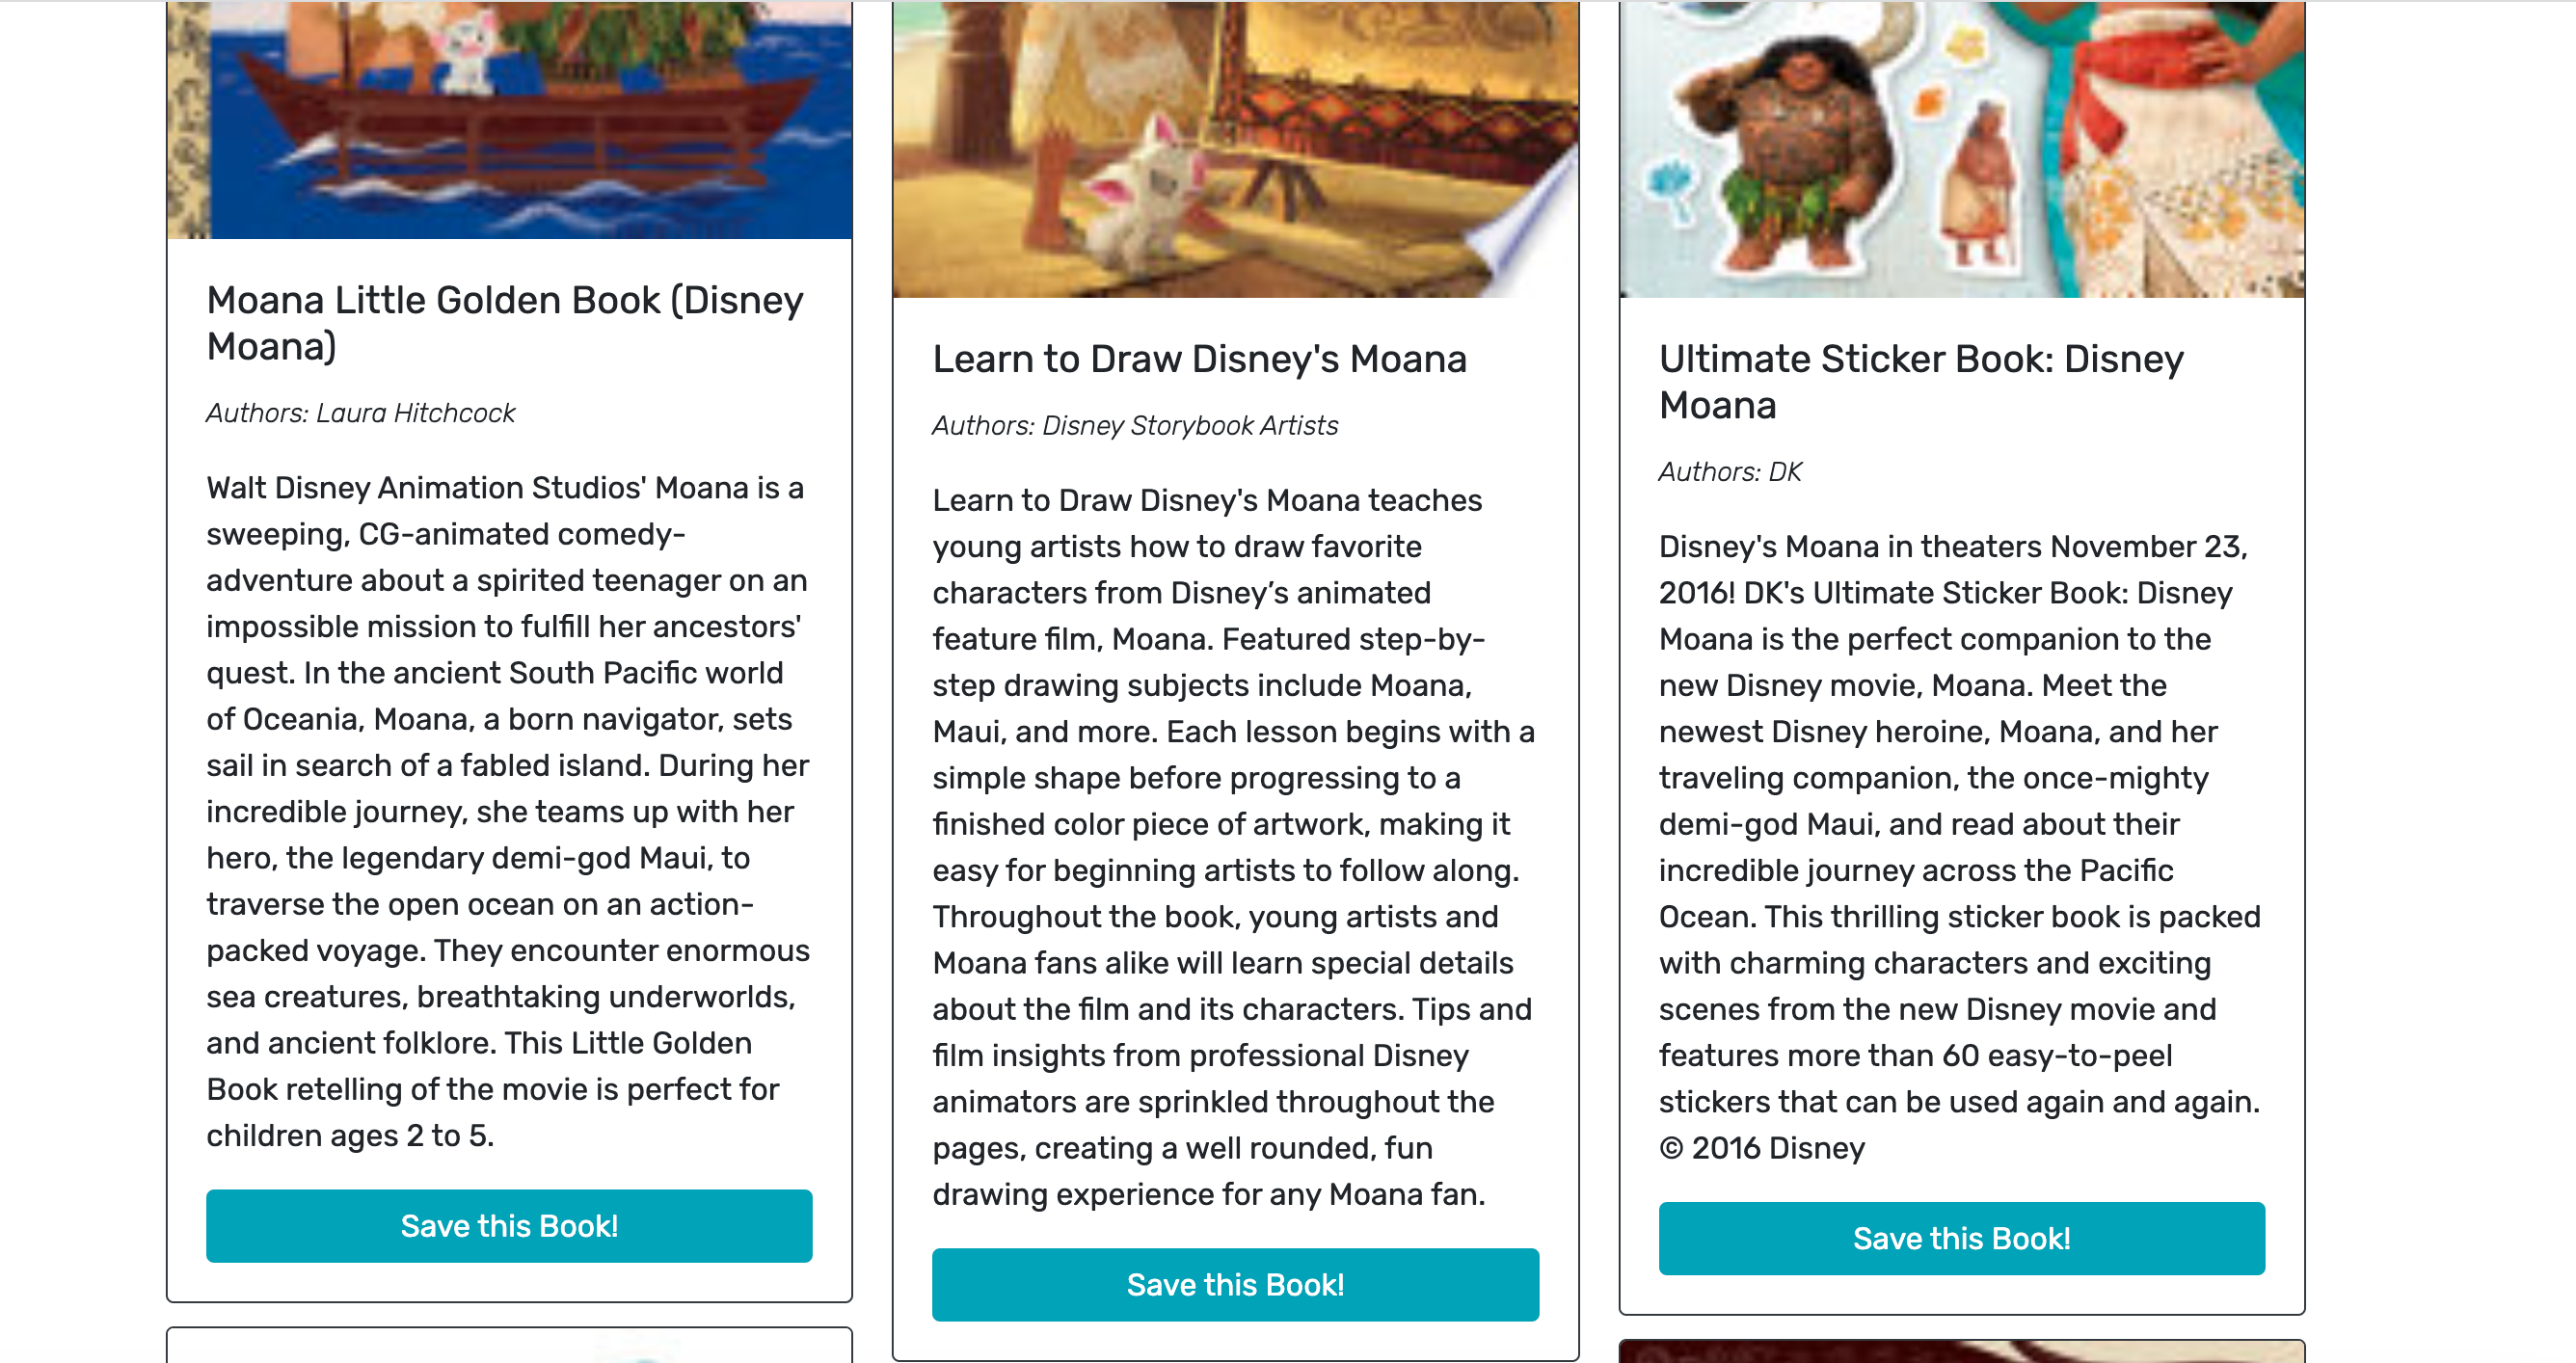 Moana Little Golden Book (Disney
Moana)
Authors: Laura Hitchcock
Walt Disney Animation Studios' Moana is a
sweeping, CG-animated comedy-
adventure about a spirited teenager on an
impossible mission to fulfill her ancestors'
quest. In the ancient South Pacific world
of Oceania, Moana, a born navigator, sets
sail in search of a fabled island. During her
incredible journey, she teams up with her
hero, the legendary demi-god Maui, to
traverse the open ocean on an action-
packed voyage. They encounter enormous
sea creatures, breathtaking underworlds,
and ancient folklore. This Little Golden
Book retelling of the movie is perfect for
children ages 2 to 5.
Save this Book!
Learn to Draw Disney's Moana
Authors: Disney Storybook Artists
Learn to Draw Disney's Moana teaches
young artists how to draw favorite
characters from Disney’s animated
feature film, Moana. Featured step-by-
step drawing subjects include Moana,
Maui, and more. Each lesson begins with a
simple shape before progressing to a
finished color piece of artwork, making it
easy for beginning artists to follow along.
Throughout the book, young artists and
Moana fans alike will learn special details
about the film and its characters. Tips and
film insights from professional Disney
animators are sprinkled throughout the
pages, creating a well rounded, fun
drawing experience for any Moana fan.
Save this Book!
Ultimate Sticker Book: Disney
Moana
Authors: DK
Disney's Moana in theaters November 23,
2016! DK's Ultimate Sticker Book: Disney
Moana is the perfect companion to the
new Disney movie, Moana. Meet the
newest Disney heroine, Moana, and her
traveling companion, the once-mighty
demi-god Maui, and read about their
incredible journey across the Pacific
Ocean. This thrilling sticker book is packed
with charming characters and exciting
scenes from the new Disney movie and
features more than 60 easy-to-peel
stickers that can be used again and again.
© 2016 Disney
Save this Book!